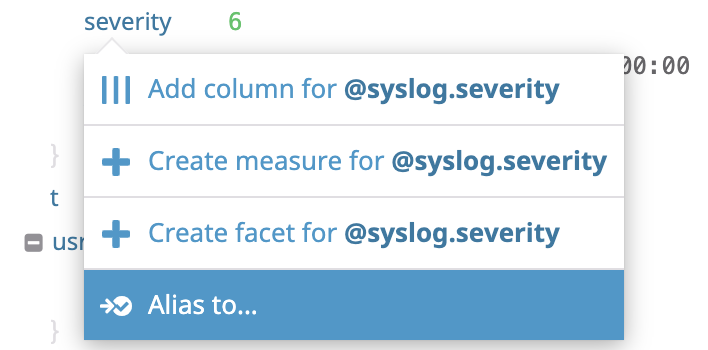 severity 6
Add column for @syslog.severity
00:00
Create measure for @syslog.severity
}
t
Create facet for @syslog.severity
usr
Alias to...
}